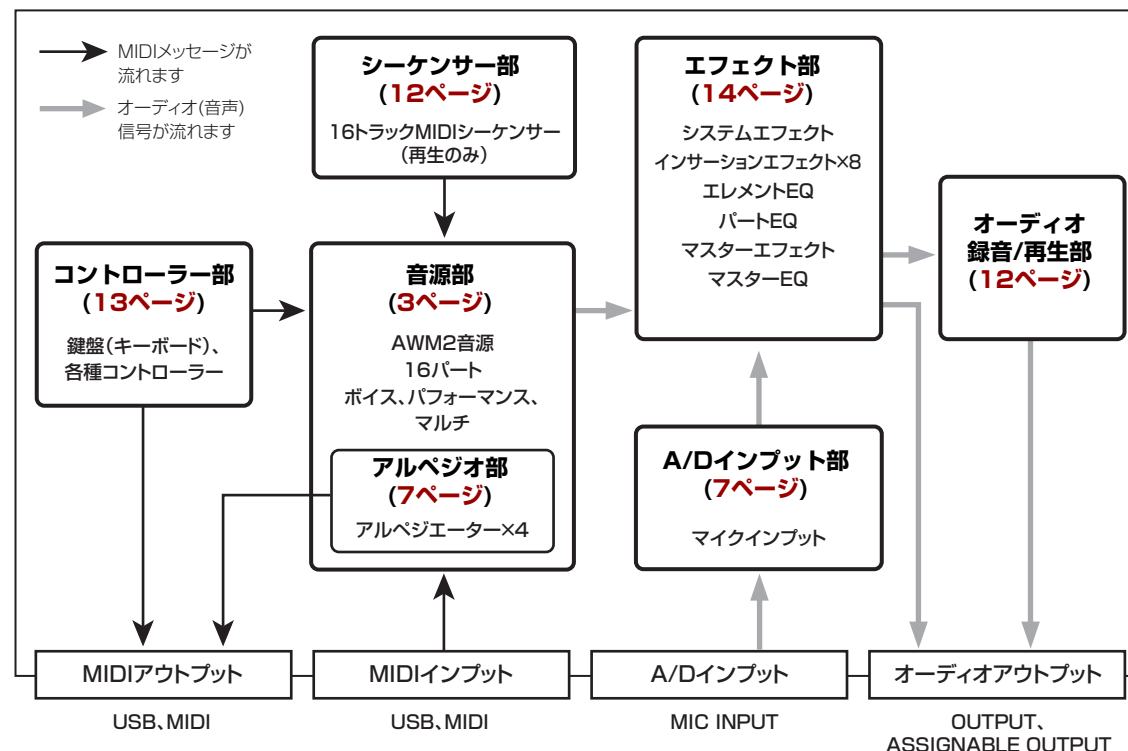 MIDIメッセージが
流れます
オーディオ(音声)
信号が流れます
シーケンサー部
(12ページ)
16トラックMIDIシーケンサー
(再生のみ)
エフェクト部
(14ページ)
システムエフェクト
インサーションエフェクト×8
エレメントEQ
パートEQ
マスターエフェクト
マスターEQ
オーディオ
録音/再生部
(12ページ)
コントローラー部
(13ページ)
鍵盤(キーボード)、
各種コントローラー
音源部
(3ページ)
AWM2音源
16パート
ボイス、パフォーマンス、
マルチ
アルペジオ部
(7ページ)
アルペジエーター×4
A/Dインプット部
(7ページ)
マイクインプット
MIDIアウトプット
MIDIインプット
A/Dインプット
オーディオアウトプット
USB、MIDI
USB、MIDI
MIC INPUT
OUTPUT、
ASSIGNABLE OUTPUT